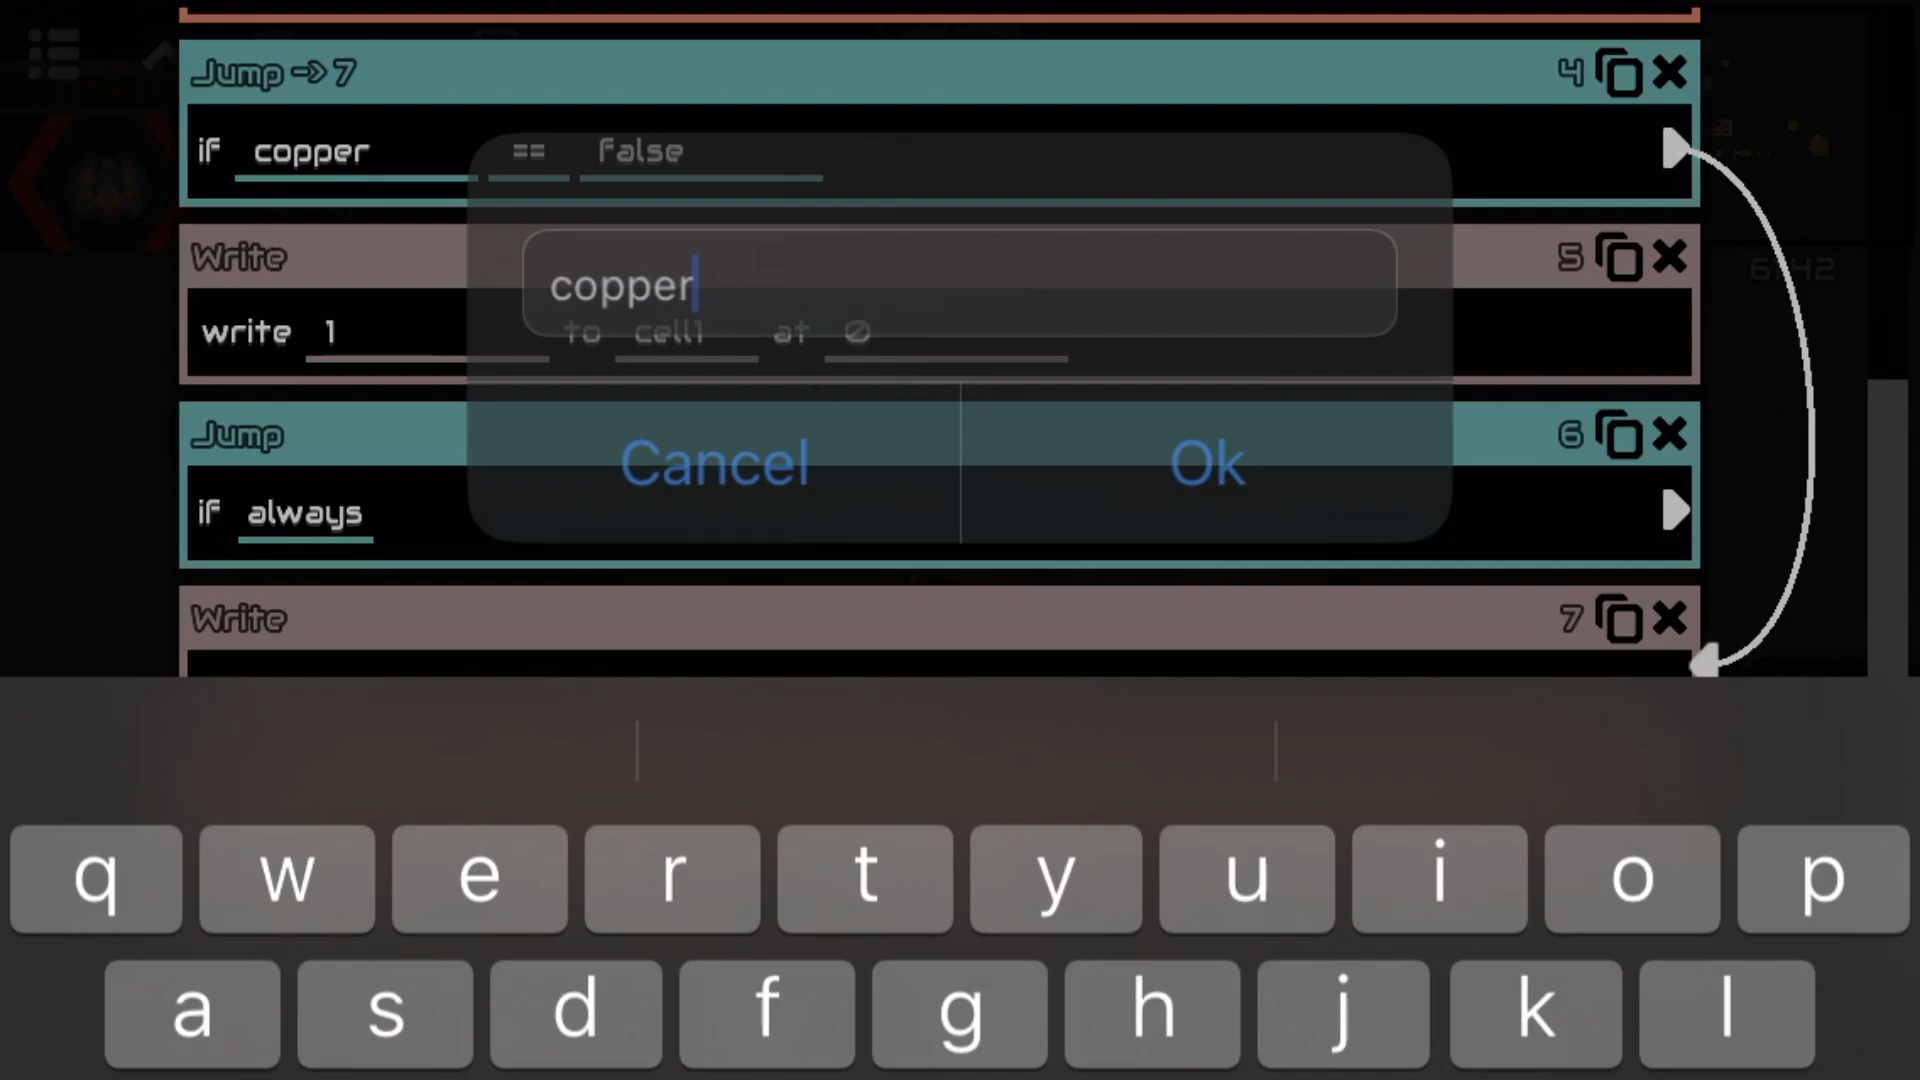 Jump -> 7 4
if copper == false
Write 5
copper
write 1 to cell1 at 0
Jump 6
Cancel Ok
if always
Write 7
q w e r t y u i o p
a s d f g h j k l